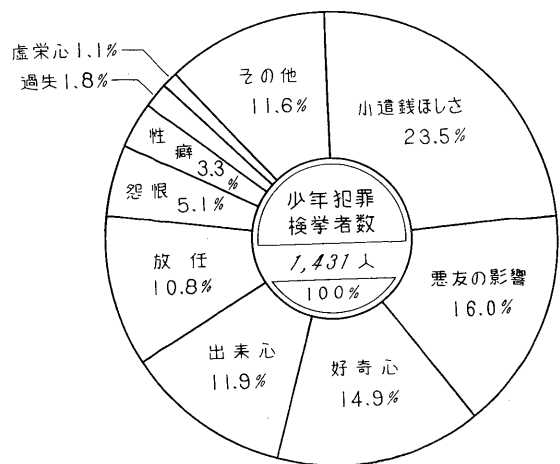 少年犯罪
検挙者数
1,431人
100%
小遣銭ほしさ
23.5%
悪友の影響
16.0%
好奇心
14.9%
出来心
11.9%
放任
10.8%
怨恨
5.1%
性癖
3.3%
過失1.8%
虚栄心1.1%
その他
11.6%